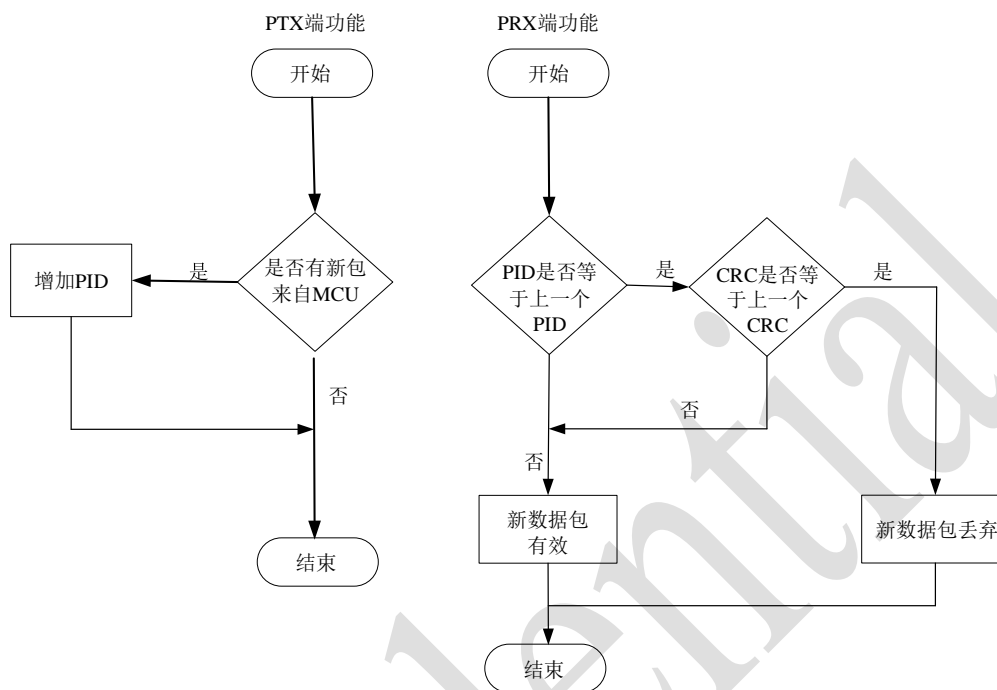 PTX端功能
开始
是否有新包
来自MCU
是
增加PID
否
结束
PRX端功能
开始
PID是否等
于上一个
PID
是
CRC是否等
于上一个
CRC
是
否
否
新数据包
有效
新数据包丢弃
结束
dential